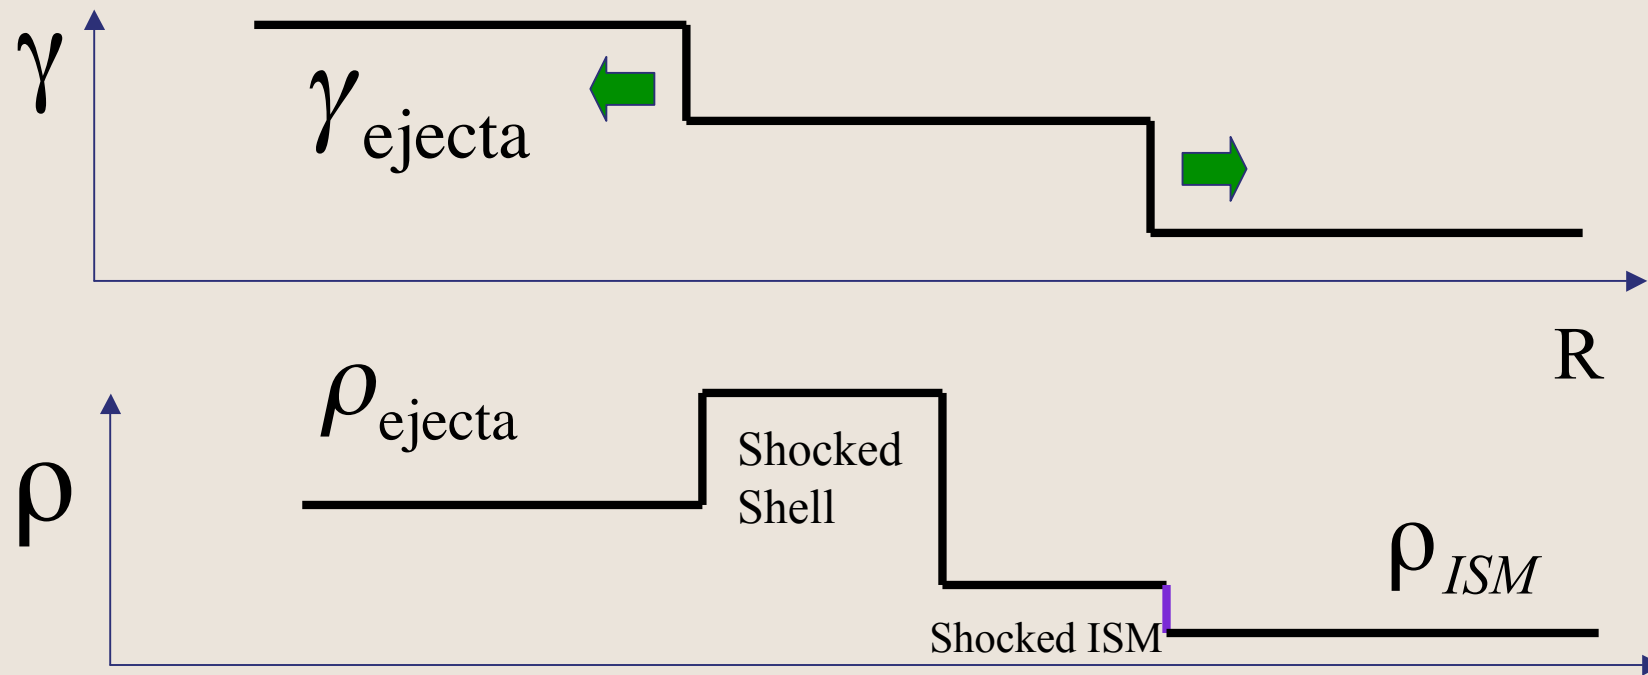 γ
γejecta
R
ρejecta
ρ
Shocked
Shell
ρISM
Shocked ISM